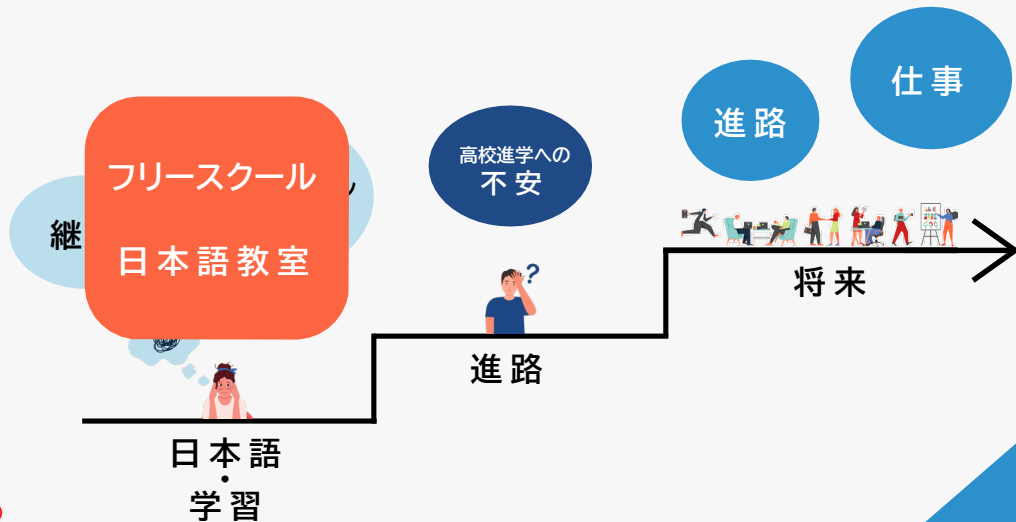 仕事
進路
高校進学への
不安
フリースクール
日本語教室
継
?
将来
進路
日本語
・
学習